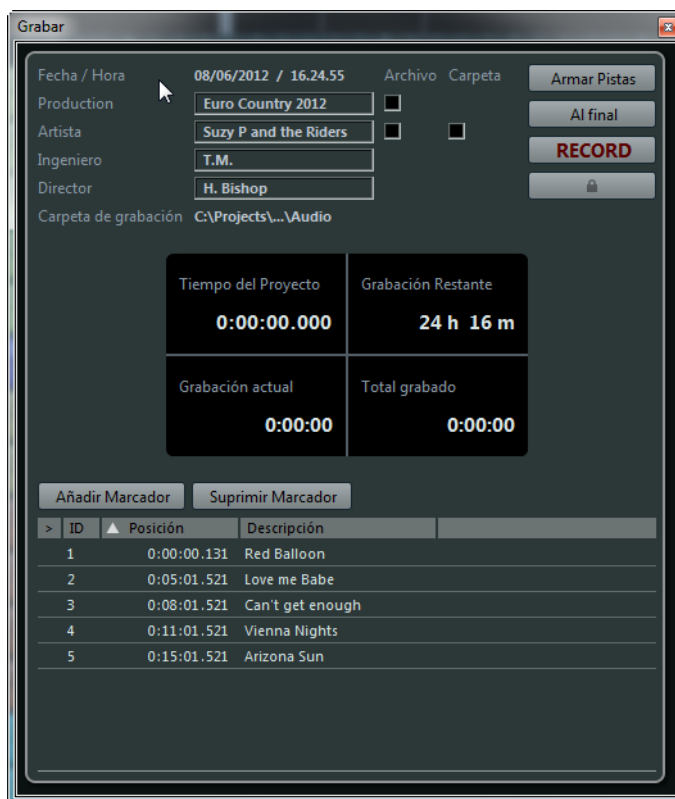 Grabar
Fecha / Hora 08/06/2012 / 16.24.55 Archivo Carpeta Armar Pistas
Production Euro Country 2012 Al final
Artista Suzy P and the Riders
Ingeniero T.M. RECORD
Director H. Bishop
Carpeta de grabación C:\Projects\...\Audio
Tiempo del Proyecto Grabación Restante
0:00:00.000 24 h 16 m
Grabación actual Total grabado
0:00:00 0:00:00
Añadir Marcador Suprimir Marcador
> ID Posición Descripción
1 0:00:00.131 Red Balloon
2 0:05:01.521 Love me Babe
3 0:08:01.521 Can't get enough
4 0:11:01.521 Vienna Nights
5 0:15:01.521 Arizona Sun